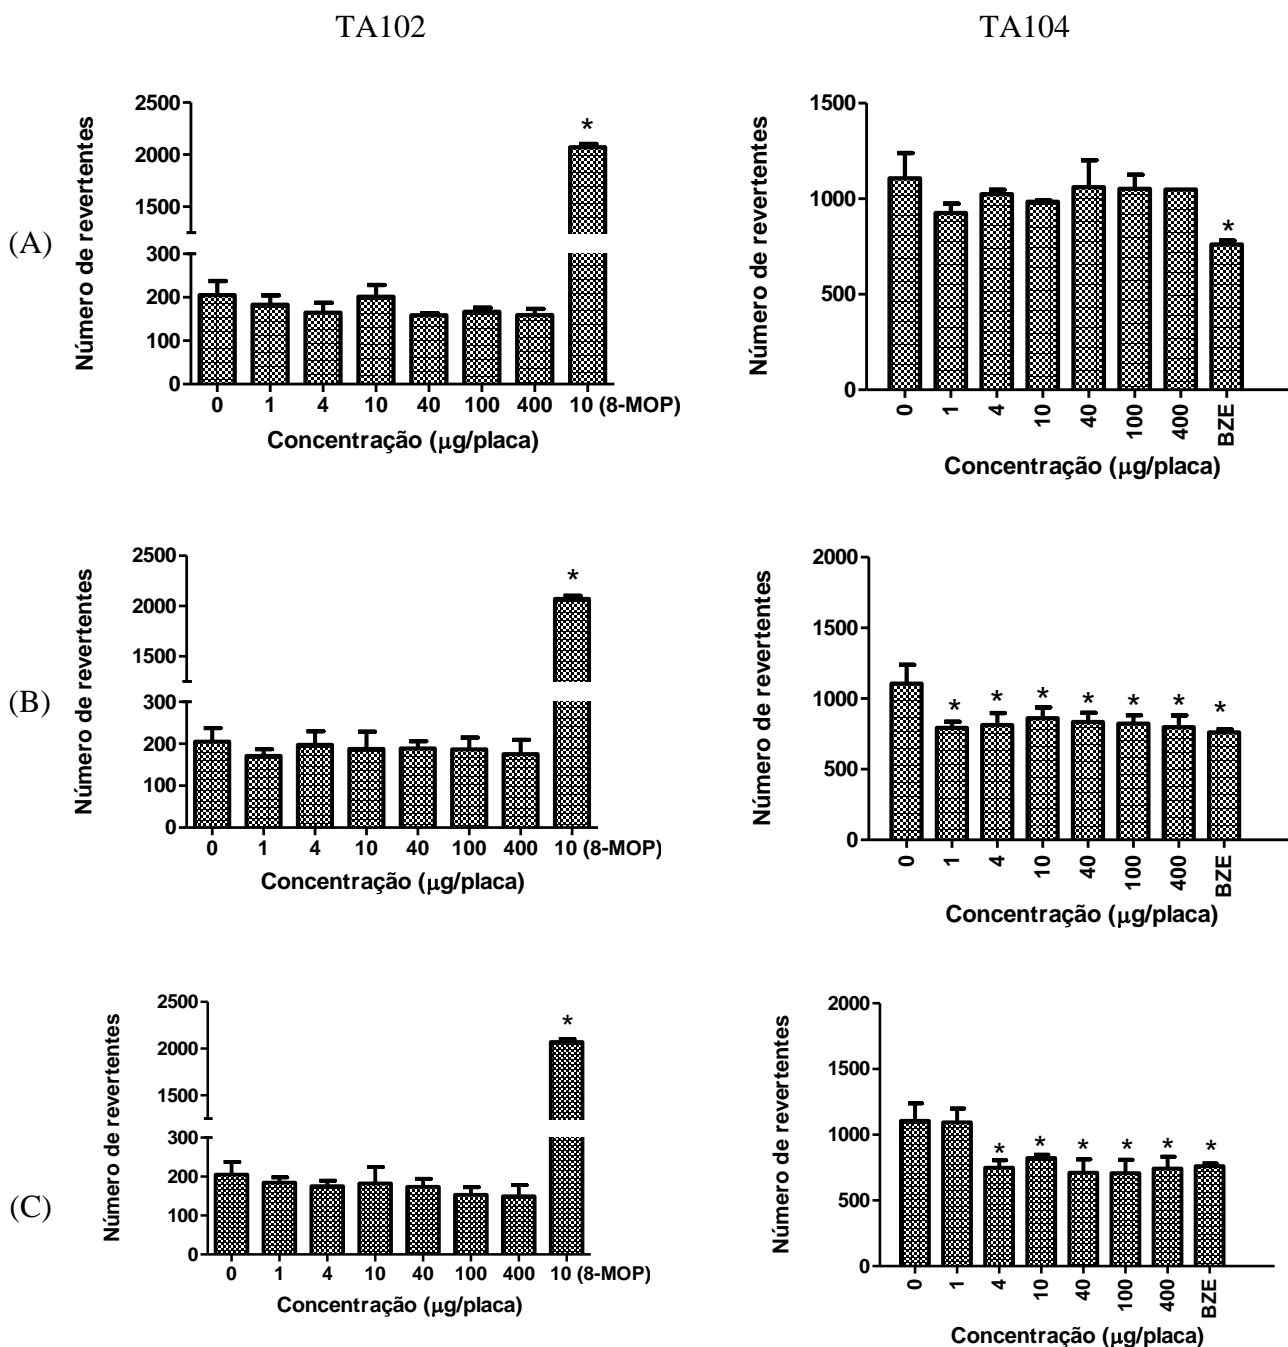 TA102
TA104
(A)
Número de revertentes
2500
2000
1500
300
200
100
0
*
0 1 4 10 40 100 400 10 (8-MOP)
Concentração (μg/placa)
Número de revertentes
1500
1000
500
0
*
0 1 4 10 40 100 400 BZE
Concentração (μg/placa)
(B)
Número de revertentes
2500
2000
1500
300
200
100
0
*
0 1 4 10 40 100 400 10 (8-MOP)
Concentração (μg/placa)
Número de revertentes
2000
1500
1000
500
0
* * * * * * *
0 1 4 10 40 100 400 BZE
Concentração (μg/placa)
(C)
Número de revertentes
2500
2000
1500
300
200
100
0
*
0 1 4 10 40 100 400 10 (8-MOP)
Concentração (μg/placa)
Número de revertentes
2000
1500
1000
500
0
* * * * * *
0 1 4 10 40 100 400 BZE
Concentração (μg/placa)